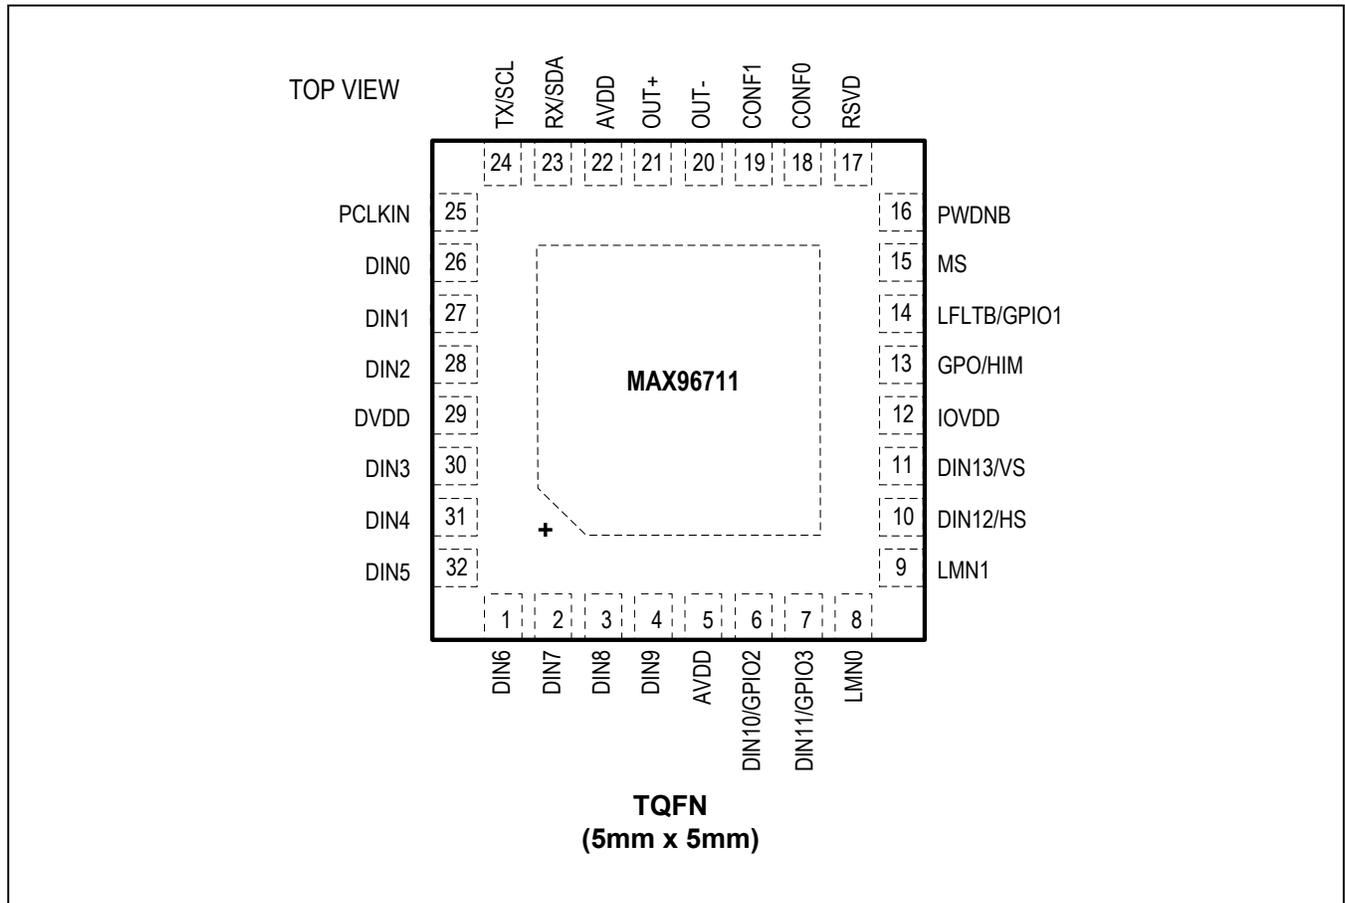 TOP VIEW
TX/SCL
RX/SDA
AVDD
OUT+
OUT-
CONF1
CONF0
RSVD
24 23 22 21 20 19 18 17
PCLKIN 25
DIN0 26
DIN1 27
DIN2 28
DVDD 29
DIN3 30
DIN4 31
DIN5 32
MAX96711
+
16 PWDNB
15 MS
14 LFLTB/GPIO1
13 GPO/HIM
12 IOVDD
11 DIN13/VS
10 DIN12/HS
9 LMN1
1 2 3 4 5 6 7 8
DIN6
DIN7
DIN8
DIN9
AVDD
DIN10/GPIO2
DIN11/GPIO3
LMN0
TQFN
(5mm x 5mm)